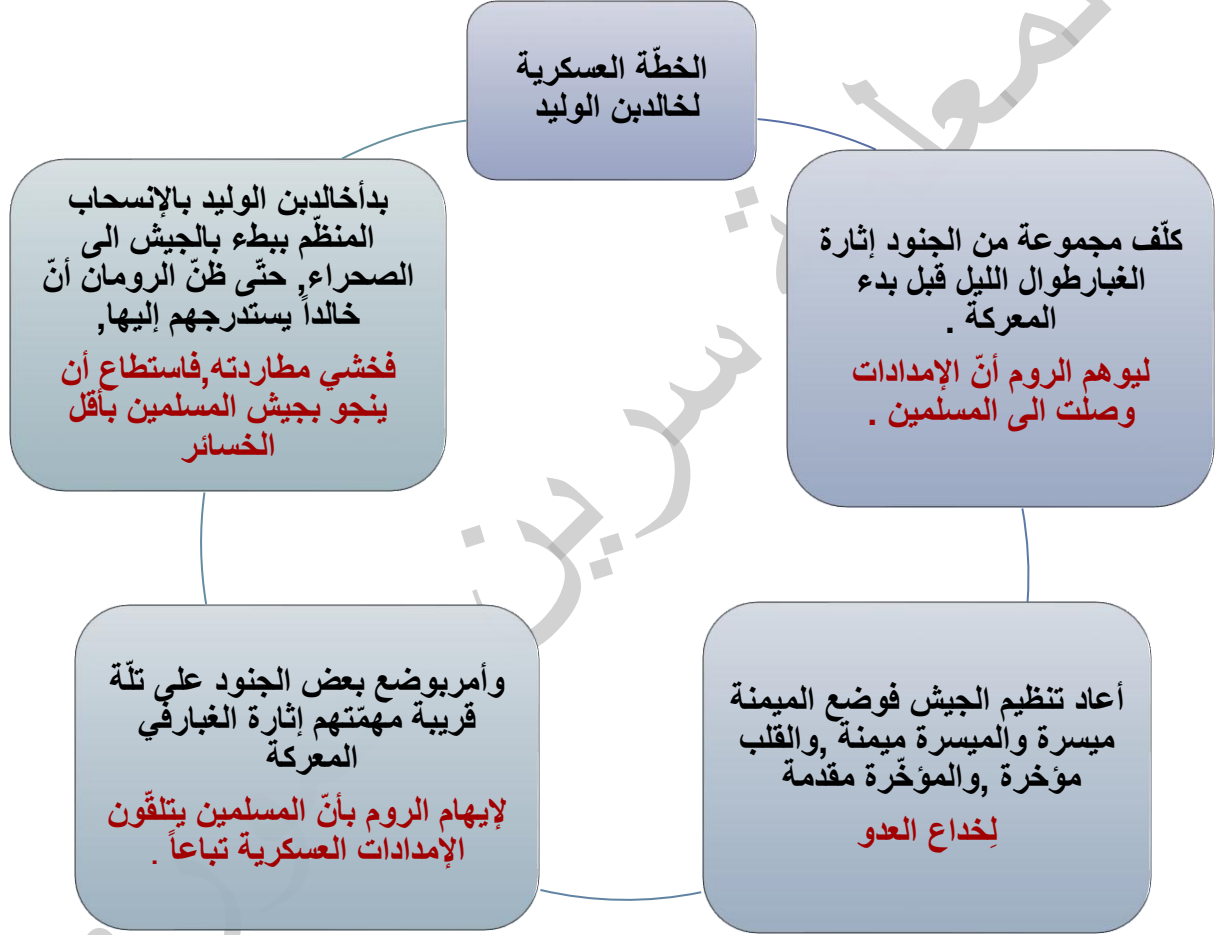 الخطّة العسكرية
لخالدبن الوليد
كلّف مجموعة من الجنود إثارة
الغبارطوال الليل قبل بدء
المعركة .
ليوهم الروم أنّ الإمدادات
وصلت الى المسلمين .
أعاد تنظيم الجيش فوضع الميمنة
ميسرة والميسرة ميمنة ,والقلب
مؤخرة ,والمؤخّرة مقدّمة
لِخداع العدو
وأمربوضع بعض الجنود على تلّة
قريبة مهمّتهم إثارة الغبارفي
المعركة
لإيهام الروم بأنّ المسلمين يتلقّون
الإمدادات العسكرية تباعاً .
بدأخالدبن الوليد بالإنسحاب
المنظّم ببطء بالجيش الى
الصحراء, حتّى ظنّ الرومان أنّ
خالداً يستدرجهم إليها,
فخشي مطاردته,فاستطاع أن
ينجو بجيش المسلمين بأقل
الخسائر